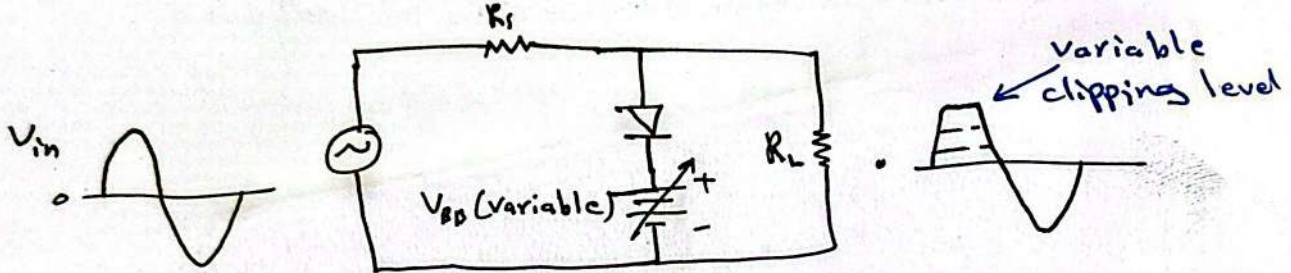 Rs
variable
clipping level
Vin
RL
VBB (variable)
+
-
o